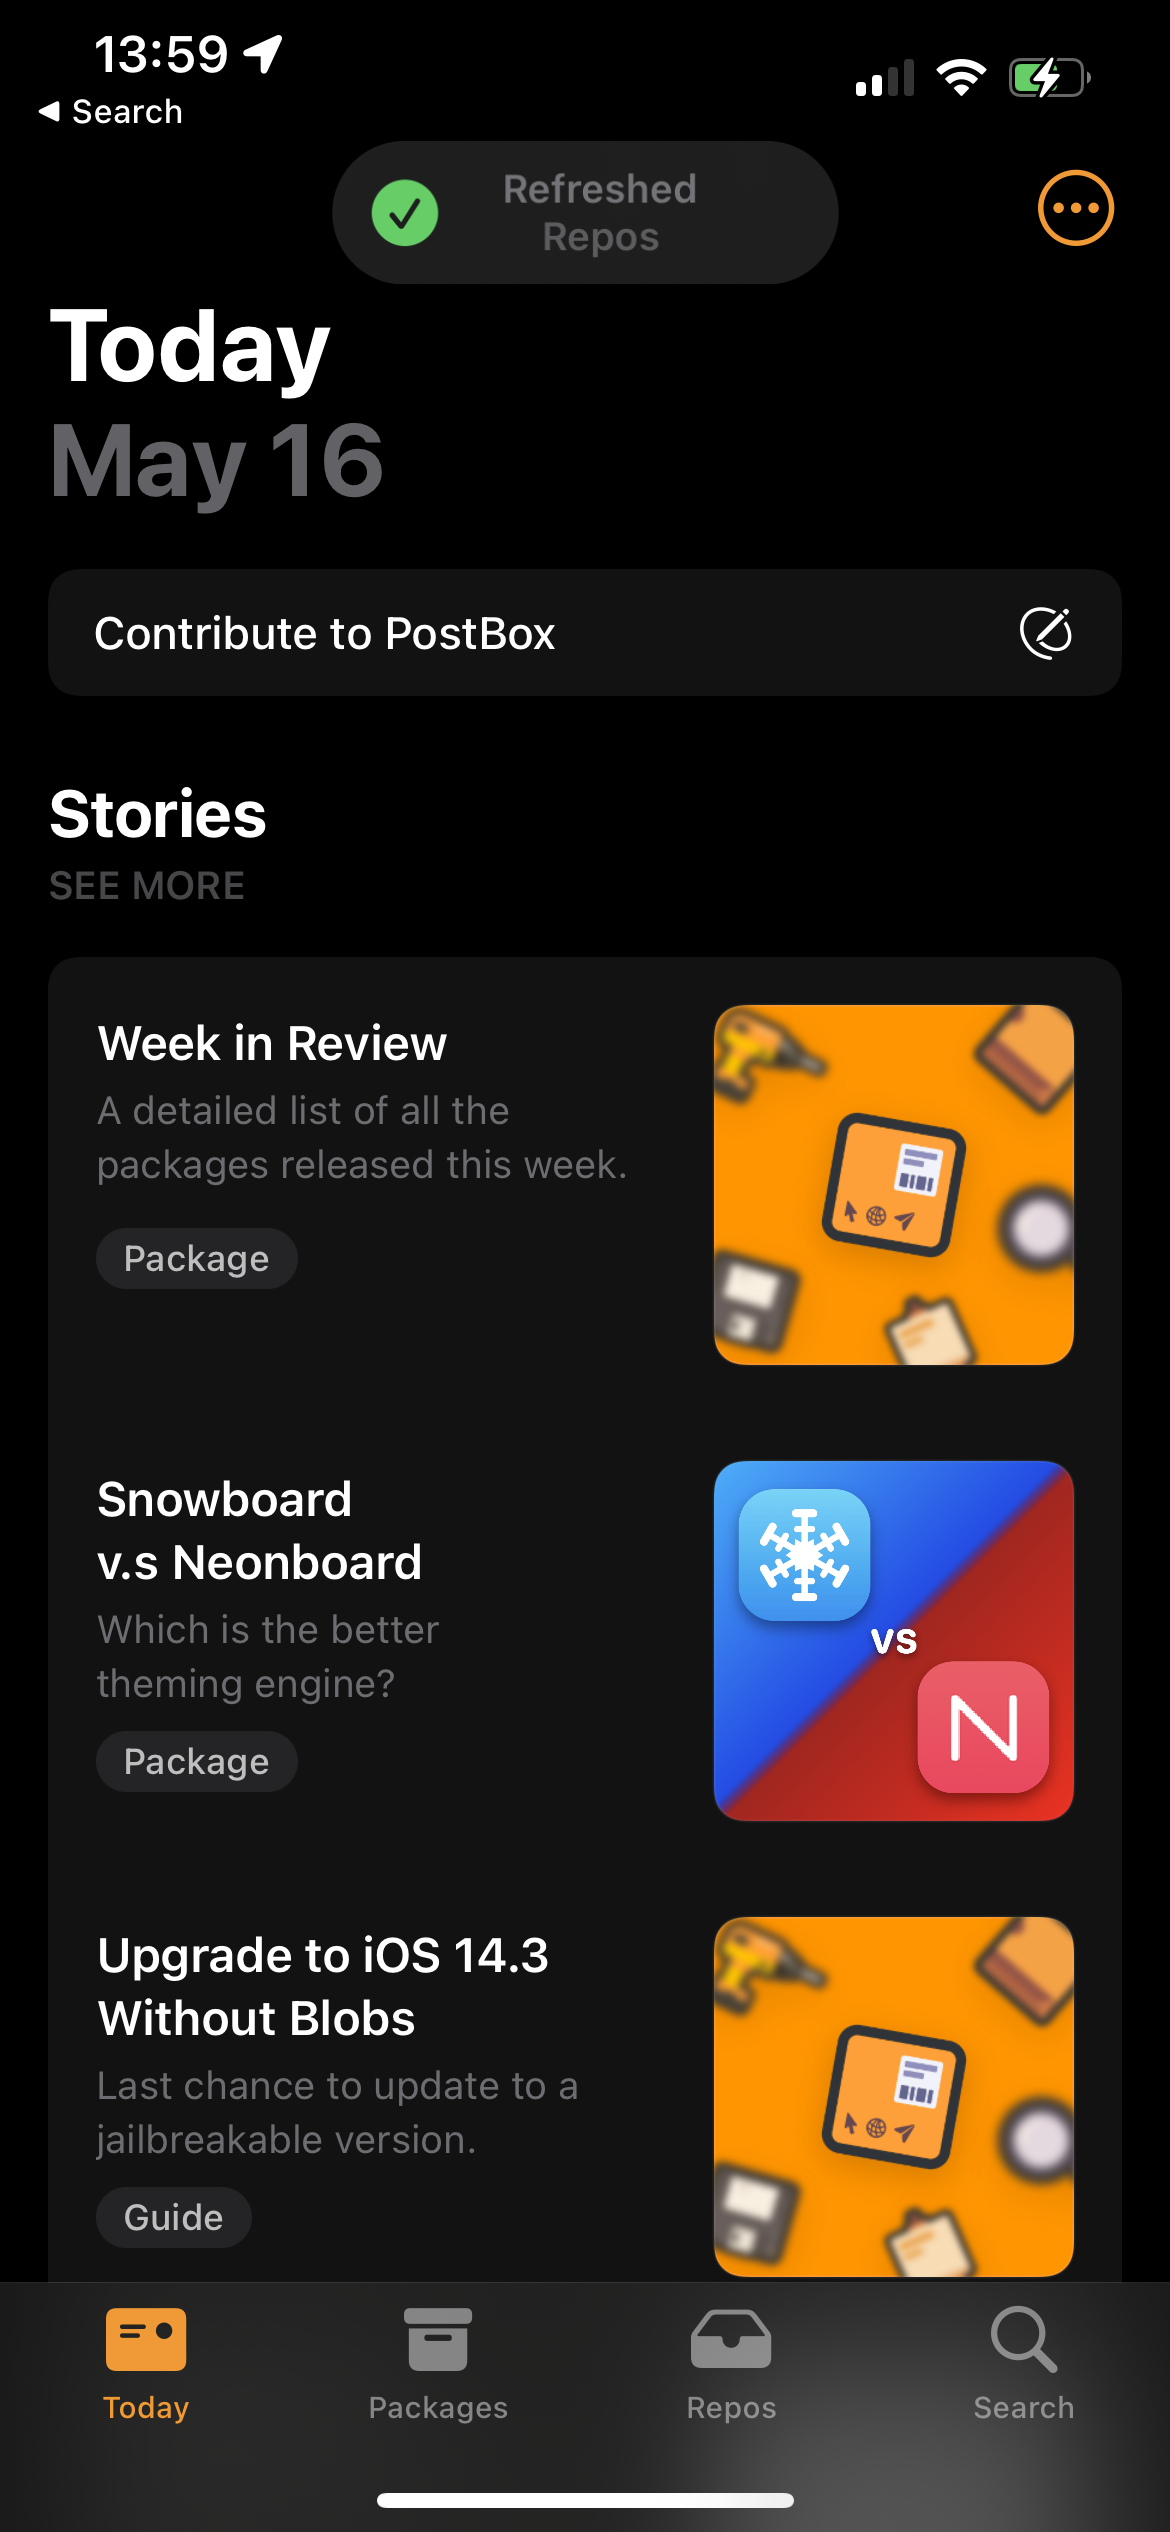 13:59
Search
Refreshed
Repos
Today
May 16
Contribute to PostBox
Stories
SEE MORE
Week in Review
A detailed list of all the
packages released this week.
Package
Snowboard
v.s Neonboard
Which is the better
theming engine?
Package
VS
N
Upgrade to iOS 14.3
Without Blobs
Last chance to update to a
jailbreakable version.
Guide
Today
Packages
Repos
Search